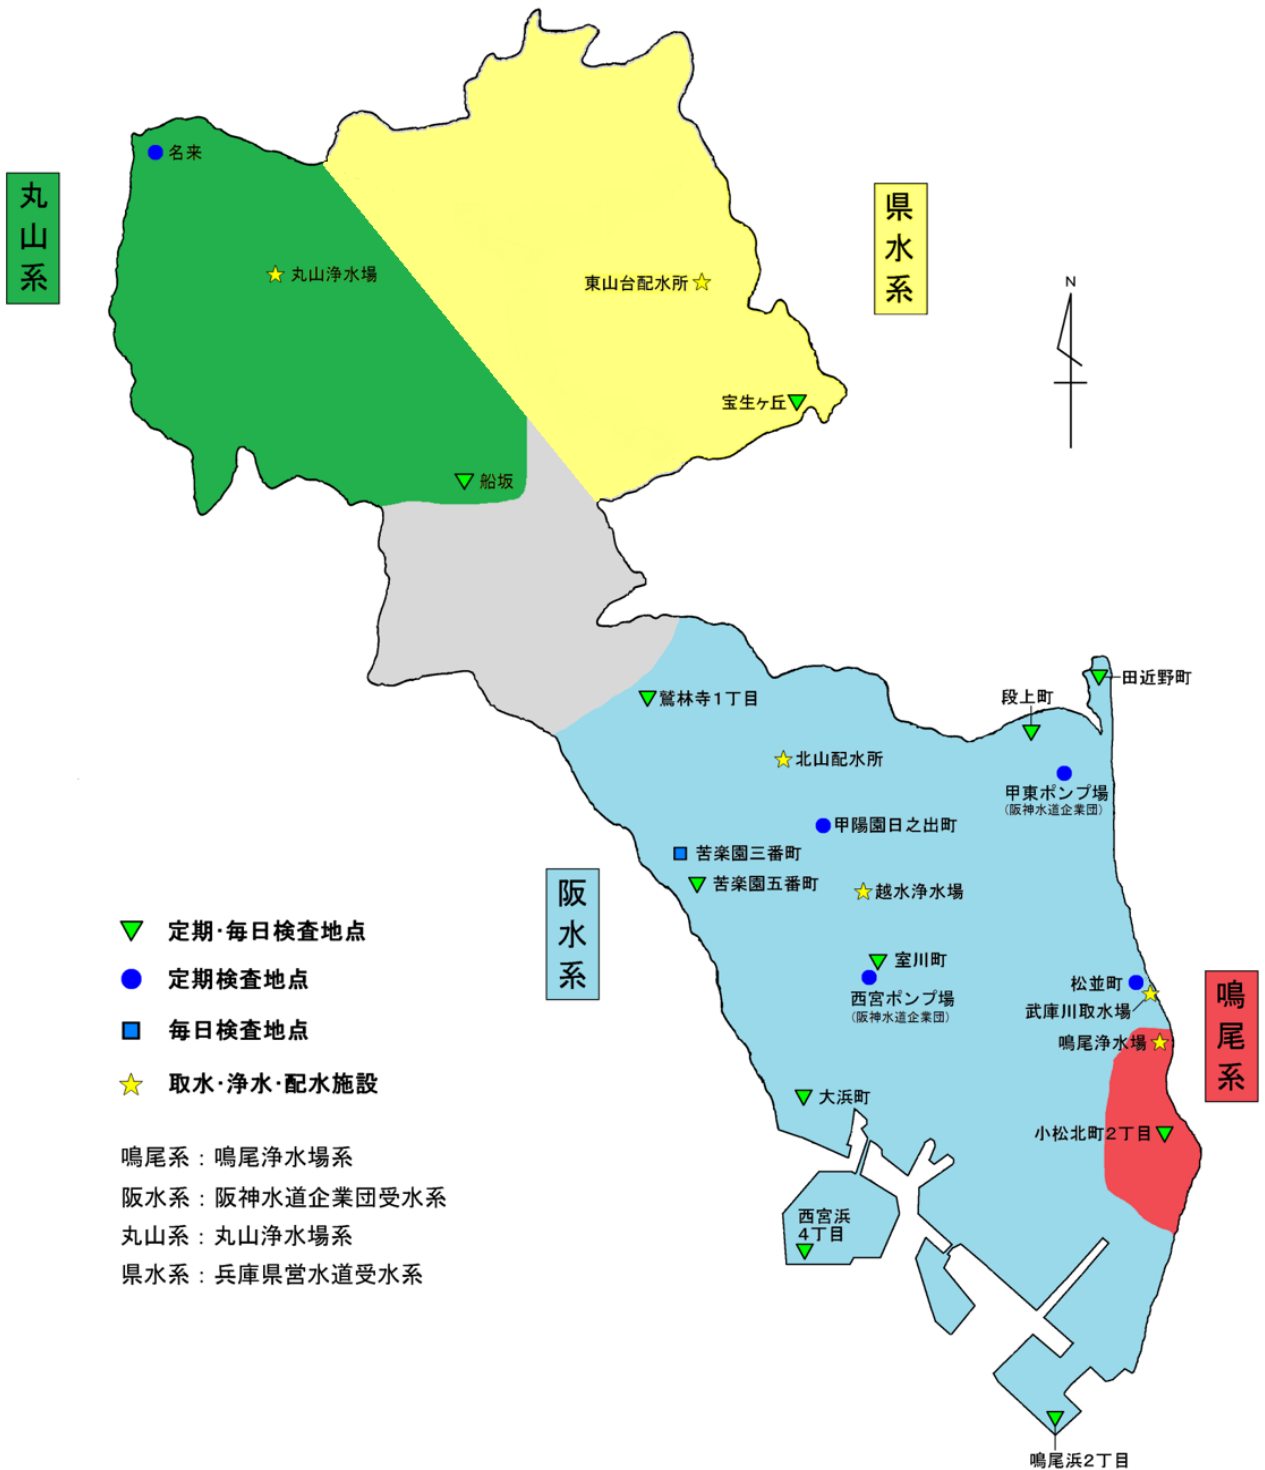 名来
丸山系
県水系
丸山浄水場
東山台配水所
N
宝生ヶ丘
船坂
田近野町
段上町
鷲林寺1丁目
北山配水所
甲東ポンプ場
(阪神水道企業団)
甲陽園日之出町
苦楽園三番町
苦楽園五番町
越水浄水場
阪水系
定期・毎日検査地点
室川町
定期検査地点
西宮ポンプ場
(阪神水道企業団)
松並町
武庫川取水場
鳴尾系
毎日検査地点
鳴尾浄水場
取水・浄水・配水施設
大浜町
小松北町2丁目
鳴尾系：鳴尾浄水場系
阪水系：阪神水道企業団受水系
丸山系：丸山浄水場系
県水系：兵庫県営水道受水系
西宮浜
4丁目
鳴尾浜2丁目